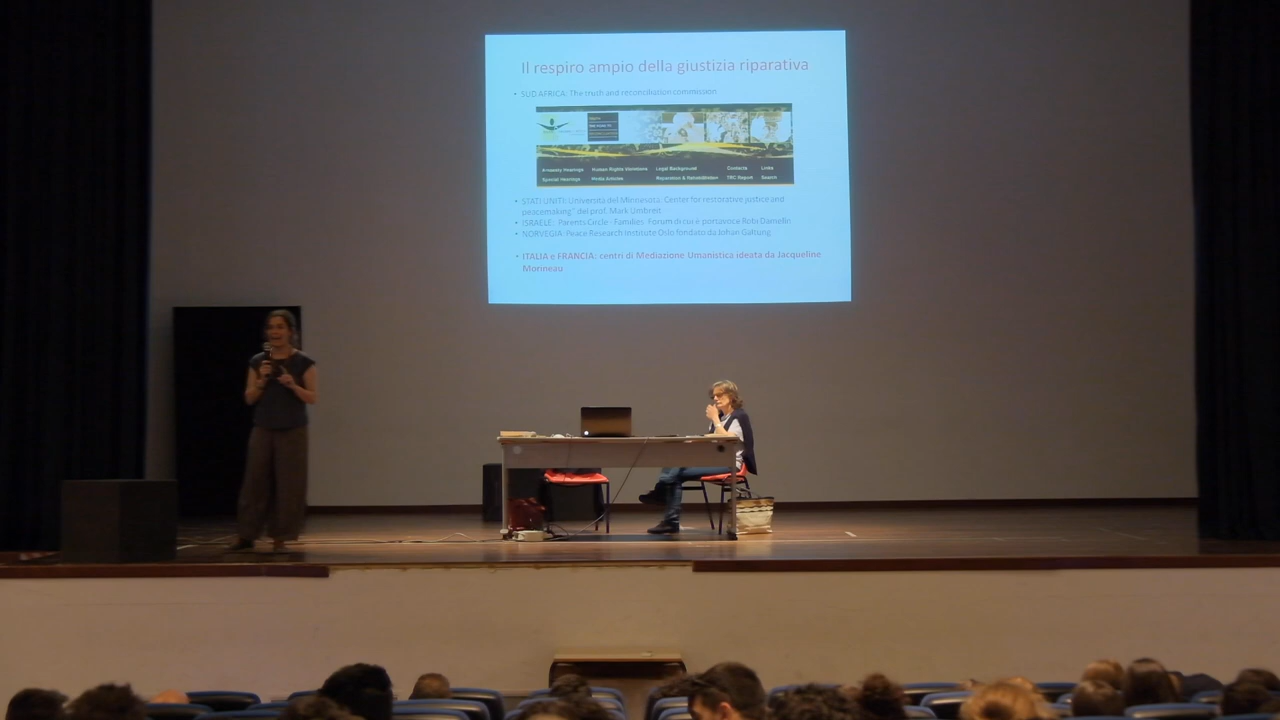 Il respiro ampio della giustizia riparativa
• SUD AFRICA: The truth and reconciliation commission
Amnesty Hearings Human Rights Violations Legal Background Contacts Links
Special Hearings Media Articles Reparation & Rehabilitation TRC Report Search
• STATI UNITI: Università del Minnesota: Center for restorative justice and
peacemaking" del prof. Mark Umbreit
• ISRAELE: Parents Circle - Families Forum di cui è portavoce Robi Damelin
• NORVEGIA: Peace Research Institute Oslo fondato da Johan Galtung
• ITALIA e FRANCIA: centri di Mediazione Umanistica ideata da Jacqueline
Morineau